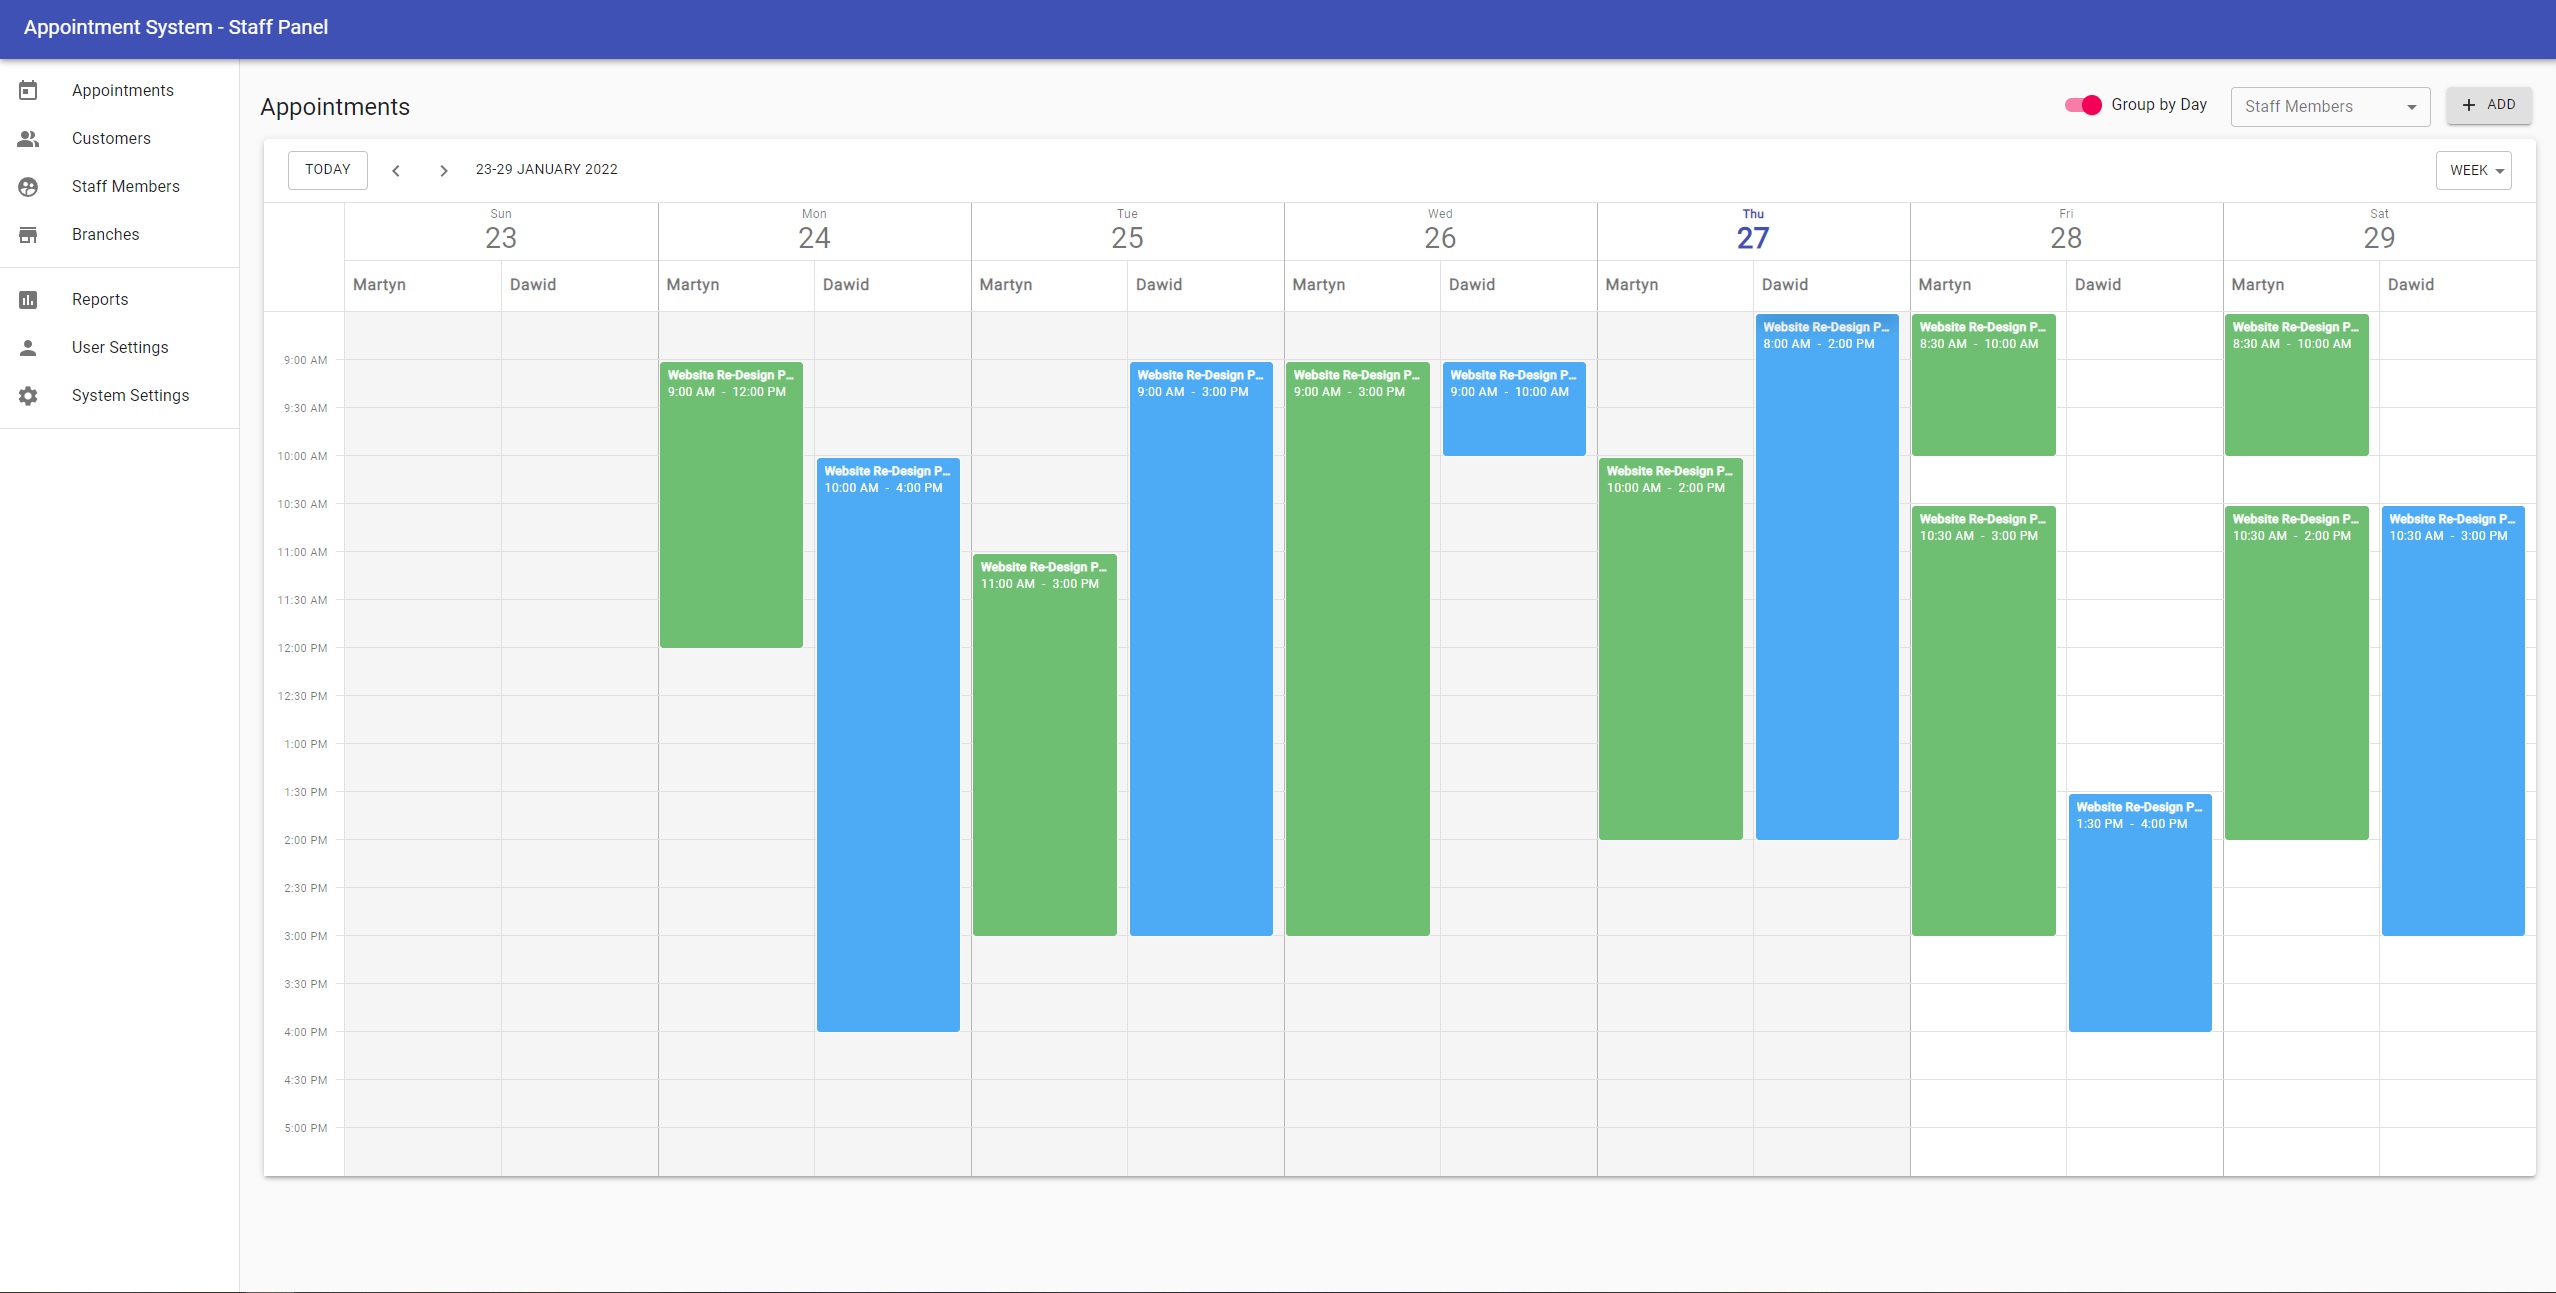 Appointment System - Staff Panel
Appointments
Customers
Staff Members
Branches
Reports
User Settings
System Settings
Appointments
Group by Day
Staff Members
ADD
TODAY
23-29 JANUARY 2022
WEEK
Sun Mon Tue Wed Thu Fri Sat
23 24 25 26 27 28 29
Martyn Dawid Martyn Dawid Martyn Dawid Martyn Dawid Martyn Dawid Martyn Dawid Martyn Dawid
Website Re-Design P... Website Re-Design P... Website Re-Design P...
8:00 AM - 2:00 PM 8:30 AM - 10:00 AM 8:30 AM - 10:00 AM
9:00 AM
Website Re-Design P... Website Re-Design P... Website Re-Design P... Website Re-Design P...
9:00 AM - 12:00 PM 9:00 AM - 3:00 PM 9:00 AM - 3:00 PM 9:00 AM - 10:00 AM
9:30 AM
10:00 AM
Website Re-Design P... Website Re-Design P...
10:00 AM - 4:00 PM 10:00 AM - 2:00 PM
10:30 AM
Website Re-Design P... Website Re-Design P... Website Re-Design P...
10:30 AM - 3:00 PM 10:30 AM - 2:00 PM 10:30 AM - 3:00 PM
11:00 AM
Website Re-Design P...
11:00 AM - 3:00 PM
11:30 AM
12:00 PM
12:30 PM
1:00 PM
1:30 PM
Website Re-Design P...
1:30 PM - 4:00 PM
2:00 PM
2:30 PM
3:00 PM
3:30 PM
4:00 PM
4:30 PM
5:00 PM